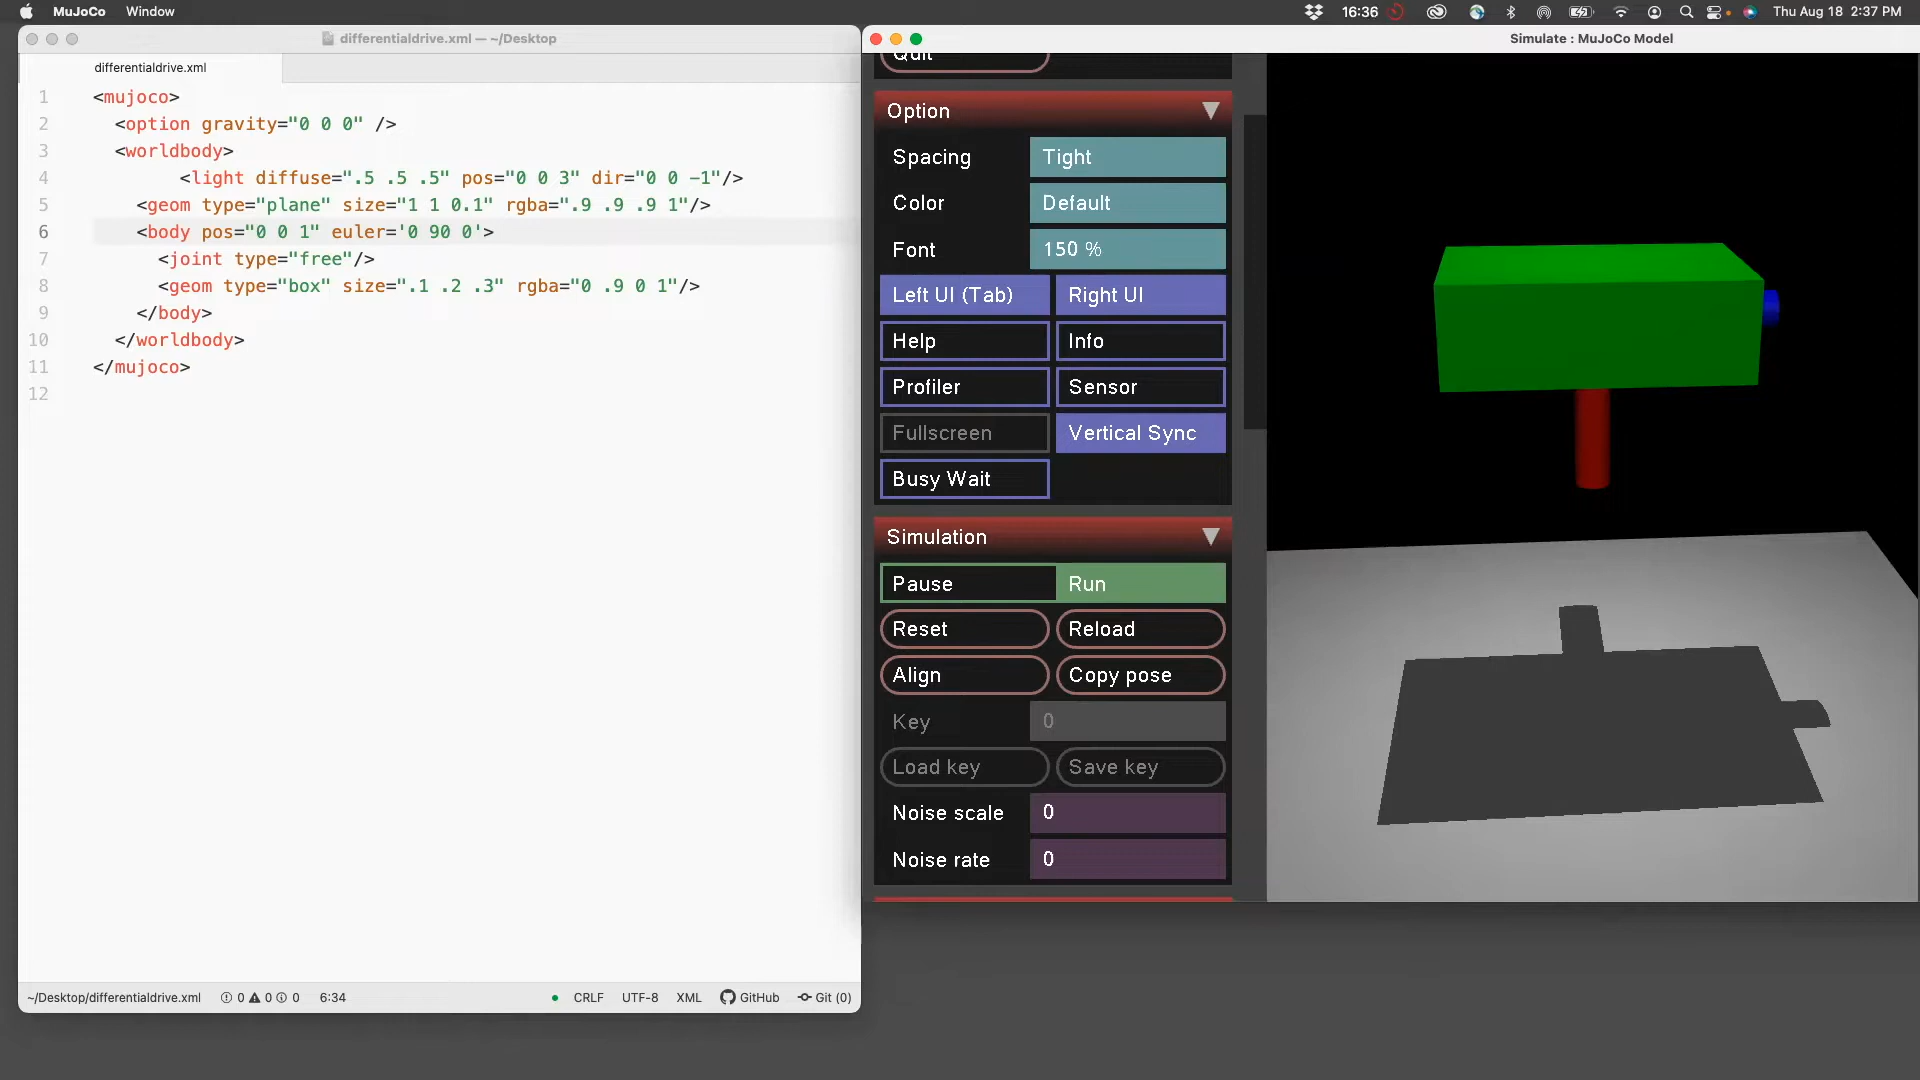 MuJoCo Window
16:36 Thu Aug 18 2:37 PM
differentialdrive.xml — ~/Desktop
differentialdrive.xml
1 <mujoco>
2 <option gravity="0 0 0" />
3 <worldbody>
4 <light diffuse=".5 .5 .5" pos="0 0 3" dir="0 0 -1"/>
5 <geom type="plane" size="1 1 0.1" rgba=".9 .9 .9 1"/>
6 <body pos="0 0 1" euler='0 90 0'>
7 <joint type="free"/>
8 <geom type="box" size=".1 .2 .3" rgba="0 .9 0 1"/>
9 </body>
10 </worldbody>
11 </mujoco>
12
~/Desktop/differentialdrive.xml 0 0 0 6:34 CRLF UTF-8 XML GitHub Git (0)
Simulate : MuJoCo Model
Quit
Option
Spacing Tight
Color Default
Font 150 %
Left UI (Tab) Right UI
Help Info
Profiler Sensor
Fullscreen Vertical Sync
Busy Wait
Simulation
Pause Run
Reset Reload
Align Copy pose
Key 0
Load key Save key
Noise scale 0
Noise rate 0